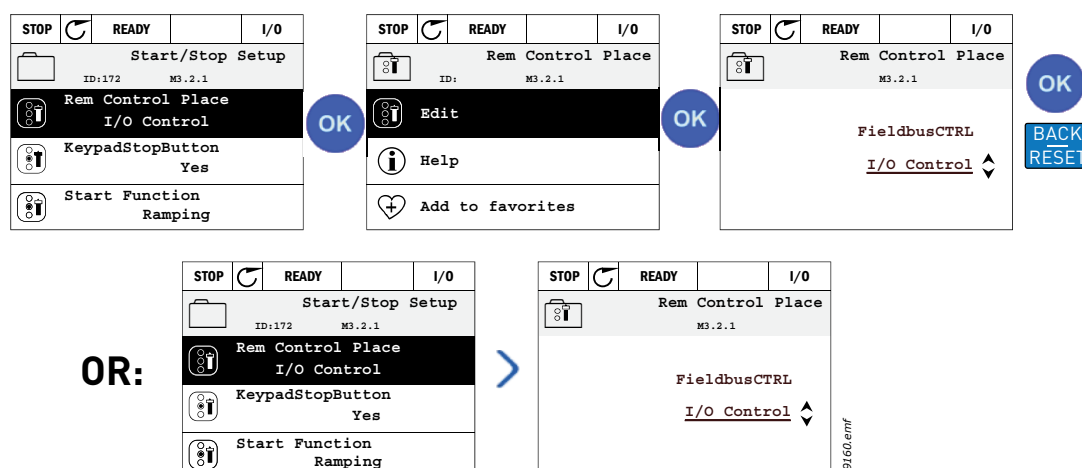 STOP READY I/O
Start/Stop Setup
ID:172 M3.2.1
Rem Control Place
I/O Control
KeypadStopButton
Yes
Start Function
Ramping
OK
STOP READY I/O
Rem Control Place
ID: M3.2.1
Edit
Help
Add to favorites
OK
STOP READY I/O
Rem Control Place
M3.2.1
FieldbusCTRL
I/O Control
OK
BACK
RESET
OR:
STOP READY I/O
Start/Stop Setup
ID:172 M3.2.1
Rem Control Place
I/O Control
KeypadStopButton
Yes
Start Function
Ramping
STOP READY I/O
Rem Control Place
M3.2.1
FieldbusCTRL
I/O Control
9160.emf